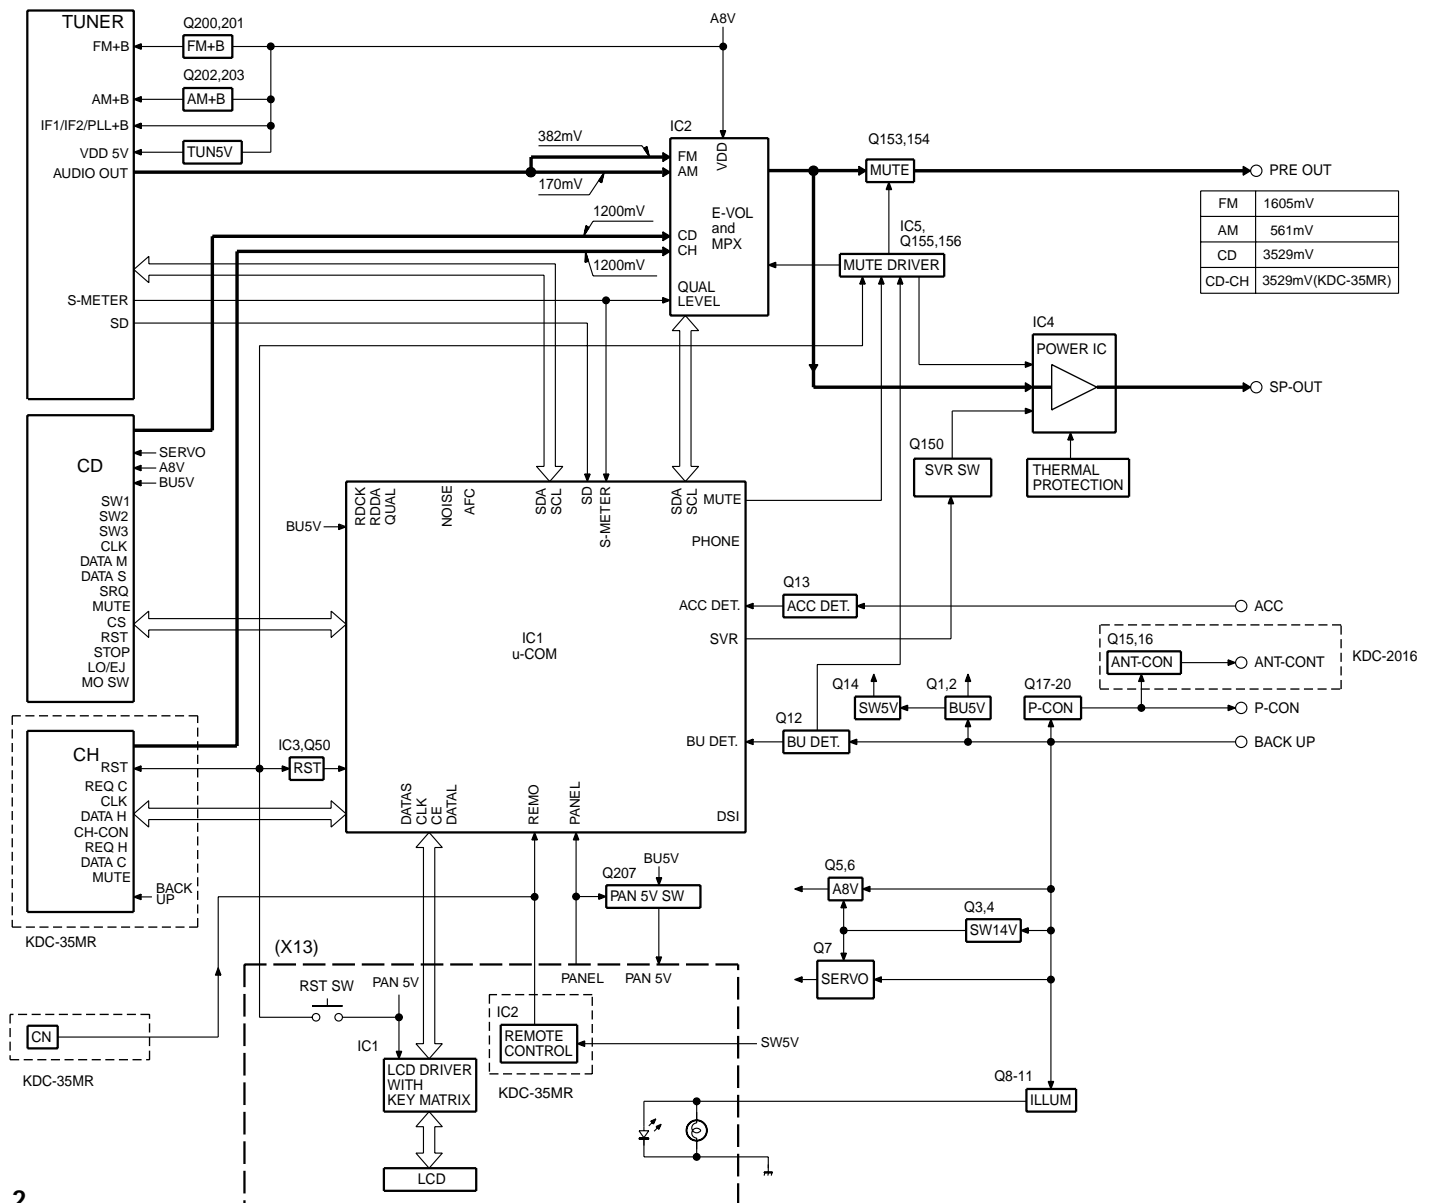 TUNER
FM+B
AM+B
IF1/IF2/PLL+B
VDD 5V
AUDIO OUT
S-METER
SD
Q200,201
FM+B
Q202,203
AM+B
TUN5V
A8V
382mV
170mV
1200mV
1200mV
IC2
FM
AM
VDD
E-VOL
and
MPX
CD
CH
QUAL
LEVEL
Q153,154
MUTE
IC5,
Q155,156
MUTE DRIVER
PRE OUT
FM 1605mV
AM 561mV
CD 3529mV
CD-CH 3529mV(KDC-35MR)
IC4
POWER IC
SP-OUT
Q150
SVR SW
THERMAL
PROTECTION
CD
SERVO
A8V
BU5V
SW1
SW2
SW3
CLK
DATA M
DATA S
SRQ
MUTE
CS
RST
STOP
LO/EJ
MO SW
BU5V
RDCK
RDDA
QUAL
NOISE
AFC
SDA
SCL
SD
S-METER
SDA
SCL
MUTE
PHONE
ACC DET.
SVR
BU DET.
DSI
IC1
u-COM
DATAS
CLK
CE
DATAL
REMO
PANEL
Q13
ACC DET.
ACC
Q15,16
ANT-CON
ANT-CONT
KDC-2016
Q14
SW5V
Q1,2
BU5V
Q17-20
P-CON
P-CON
Q12
BU DET.
BACK UP
CH
RST
REQ C
CLK
DATA H
CH-CON
REQ H
DATA C
MUTE
BACK
UP
KDC-35MR
IC3,Q50
RST
BU5V
Q207
PAN 5V SW
Q5,6
A8V
Q3,4
SW14V
Q7
SERVO
(X13)
PANEL
PAN 5V
RST SW
PAN 5V
CN
KDC-35MR
IC1
LCD DRIVER
WITH
KEY MATRIX
LCD
IC2
REMOTE
CONTROL
KDC-35MR
SW5V
Q8-11
ILLUM
2